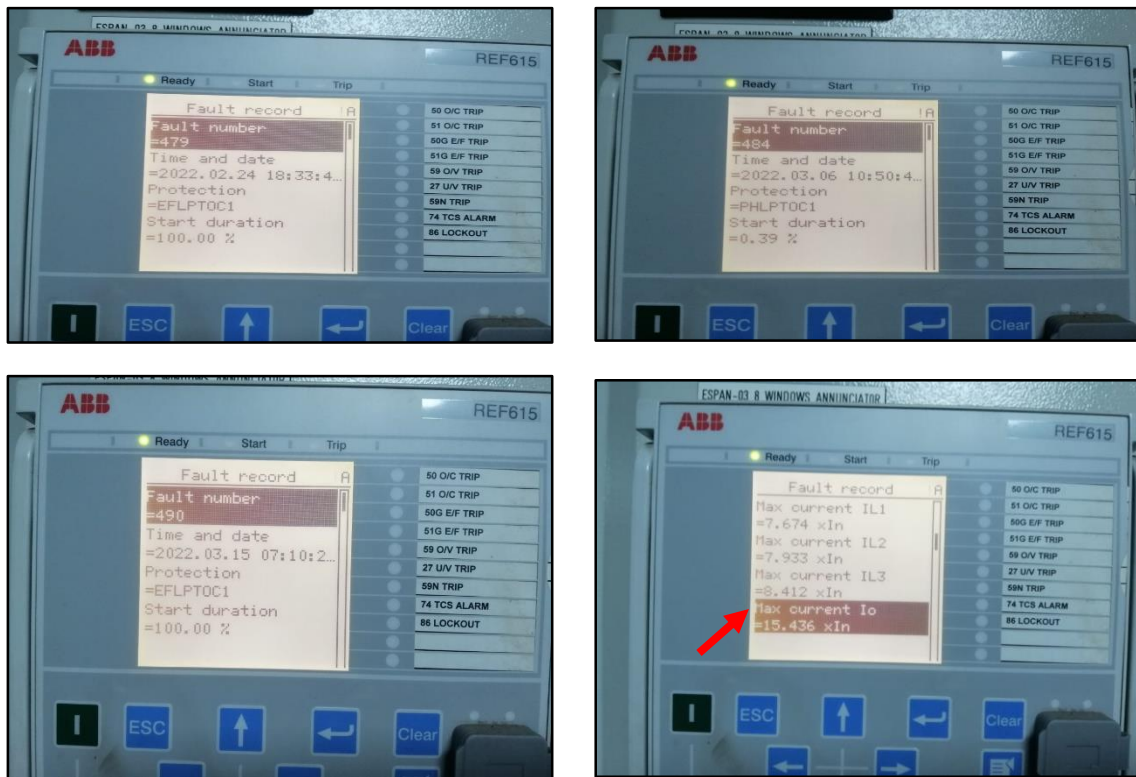 ABB
REF615
Ready Start Trip
Fault record !A
Fault number
=479
Time and date
=2022.02.24 18:33:4...
Protection
=EFLPTOC1
Start duration
=100.00 %
50 O/C TRIP
51 O/C TRIP
50G E/F TRIP
51G E/F TRIP
59 O/V TRIP
27 U/V TRIP
59N TRIP
74 TCS ALARM
86 LOCKOUT
I
ESC
Clear
ABB
REF615
Ready Start Trip
Fault record !A
Fault number
=484
Time and date
=2022.03.06 10:50:4...
Protection
=PHLPTOC1
Start duration
=0.39 %
50 O/C TRIP
51 O/C TRIP
50G E/F TRIP
51G E/F TRIP
59 O/V TRIP
27 U/V TRIP
59N TRIP
74 TCS ALARM
86 LOCKOUT
I
ESC
Clear
ABB
REF615
Ready Start Trip
Fault record A
Fault number
=490
Time and date
=2022.03.15 07:10:2...
Protection
=EFLPTOC1
Start duration
=100.00 %
50 O/C TRIP
51 O/C TRIP
50G E/F TRIP
51G E/F TRIP
59 O/V TRIP
27 U/V TRIP
59N TRIP
74 TCS ALARM
86 LOCKOUT
I
ESC
Clear
ESPAN-03 8 WINDOWS ANNUNCIATOR
ABB
REF615
Ready Start Trip
Fault record A
Max current IL1
=7.674 xIn
Max current IL2
=7.933 xIn
Max current IL3
=8.412 xIn
Max current Io
=15.436 xIn
50 O/C TRIP
51 O/C TRIP
50G E/F TRIP
51G E/F TRIP
59 O/V TRIP
27 U/V TRIP
59N TRIP
74 TCS ALARM
86 LOCKOUT
I
ESC
Clear